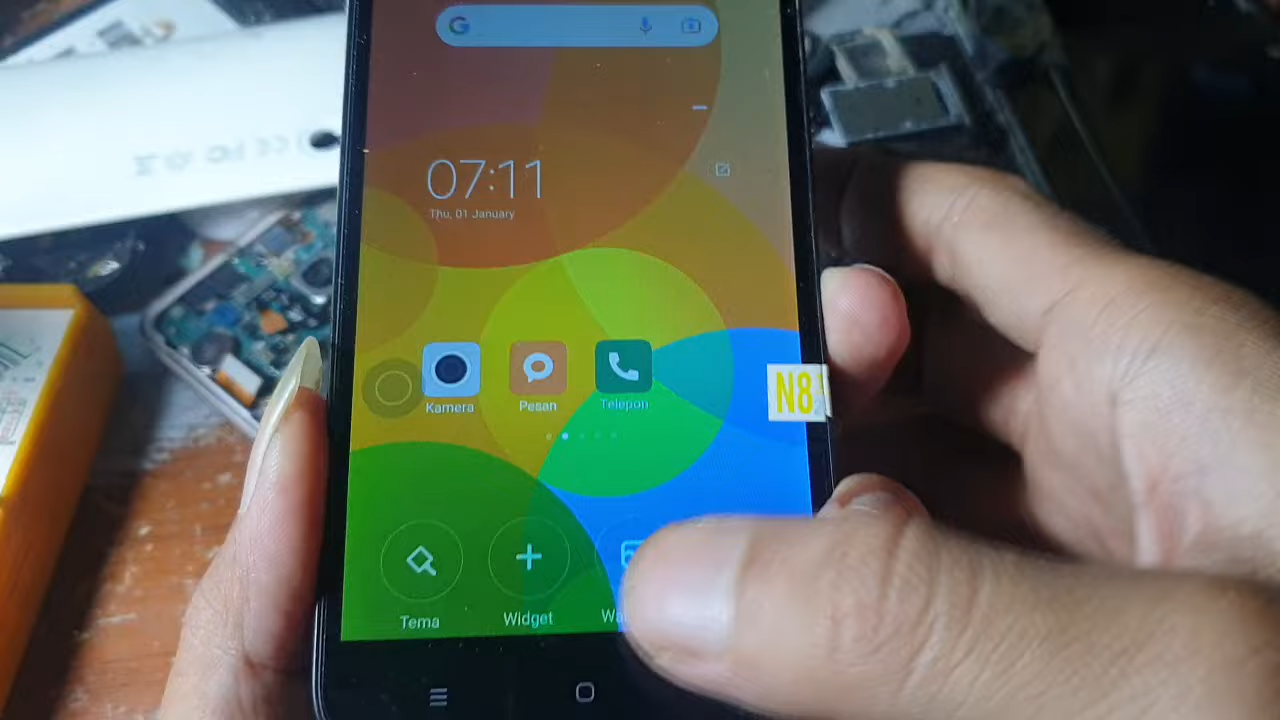 G
07:11
Thu, 01 January
Kamera
Pesan
Telepon
N8
Tema
Widget